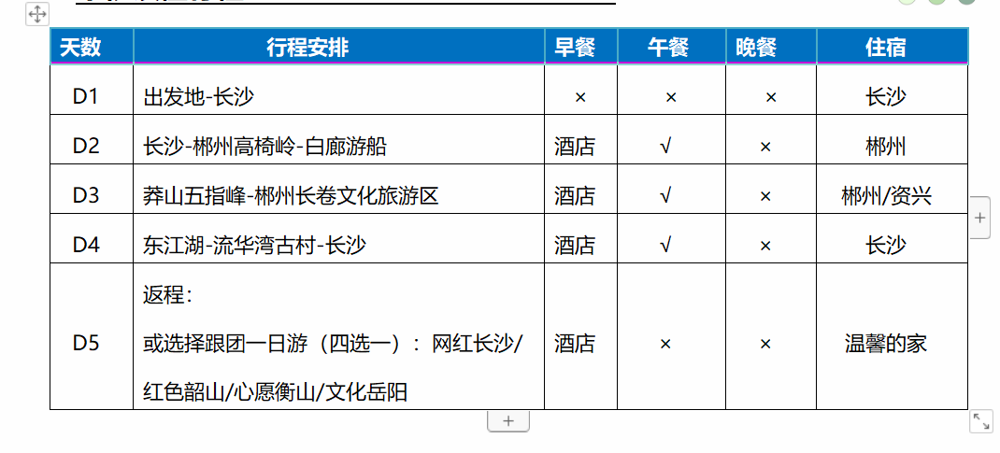 天数 行程安排 早餐 午餐 晚餐 住宿
D1 出发地-长沙 × × × 长沙
D2 长沙-郴州高椅岭-白廊游船 酒店 √ × 郴州
D3 莽山五指峰-郴州长卷文化旅游区 酒店 √ × 郴州/资兴
D4 东江湖-流华湾古村-长沙 酒店 √ × 长沙
返程：
D5 或选择跟团一日游（四选一）：网红长沙/ 酒店 × × 温馨的家
红色韶山/心愿衡山/文化岳阳